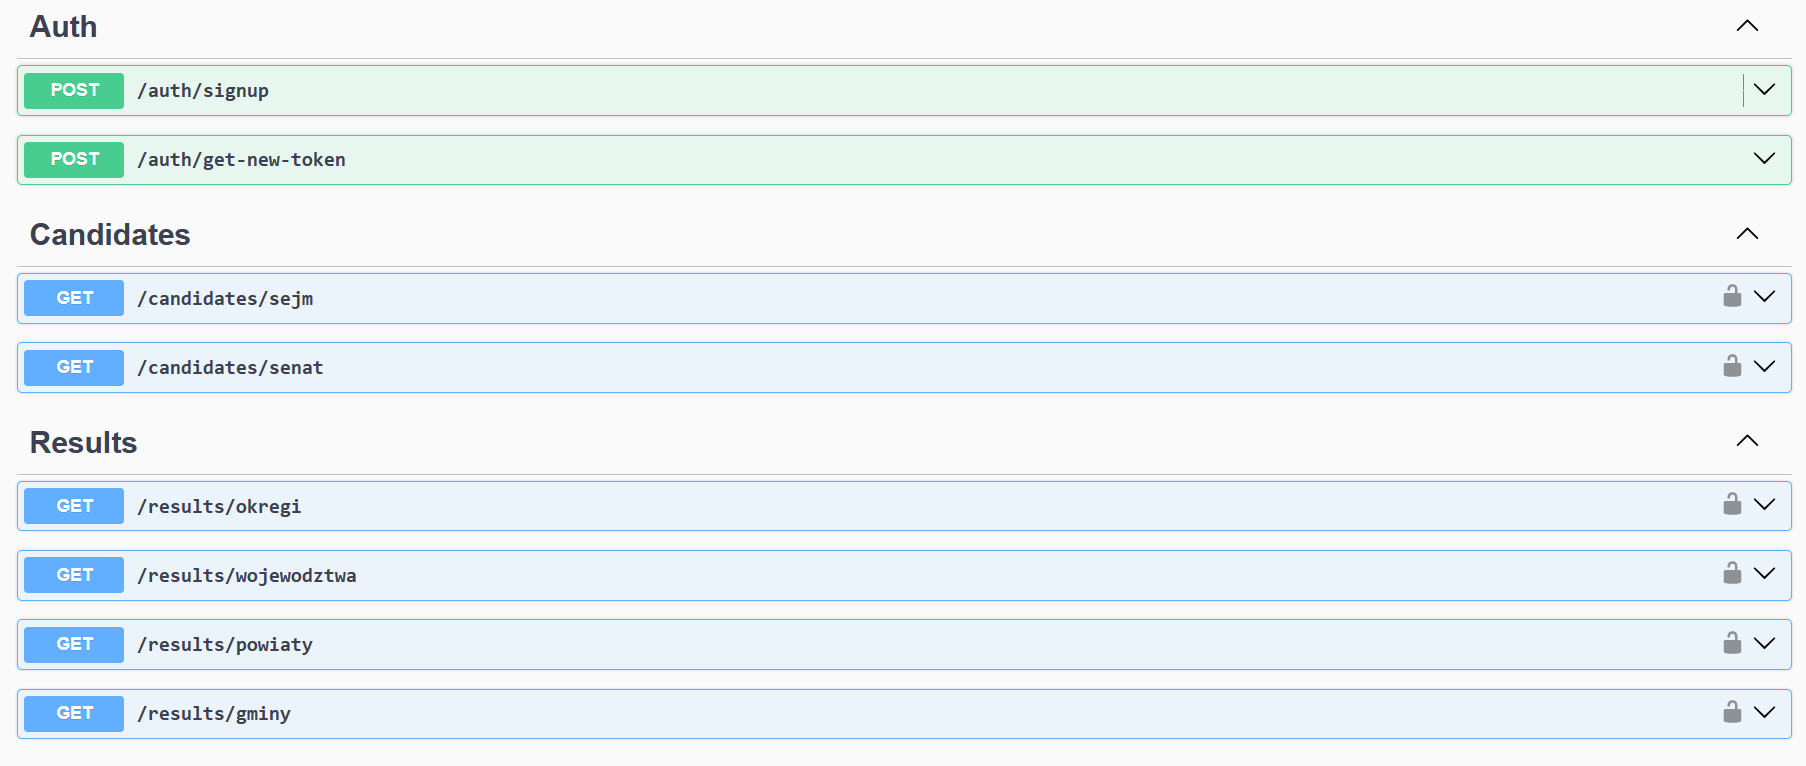 Auth
POST /auth/signup
POST /auth/get-new-token
Candidates
GET /candidates/sejm
GET /candidates/senat
Results
GET /results/okregi
GET /results/wojewodztwa
GET /results/powiaty
GET /results/gminy